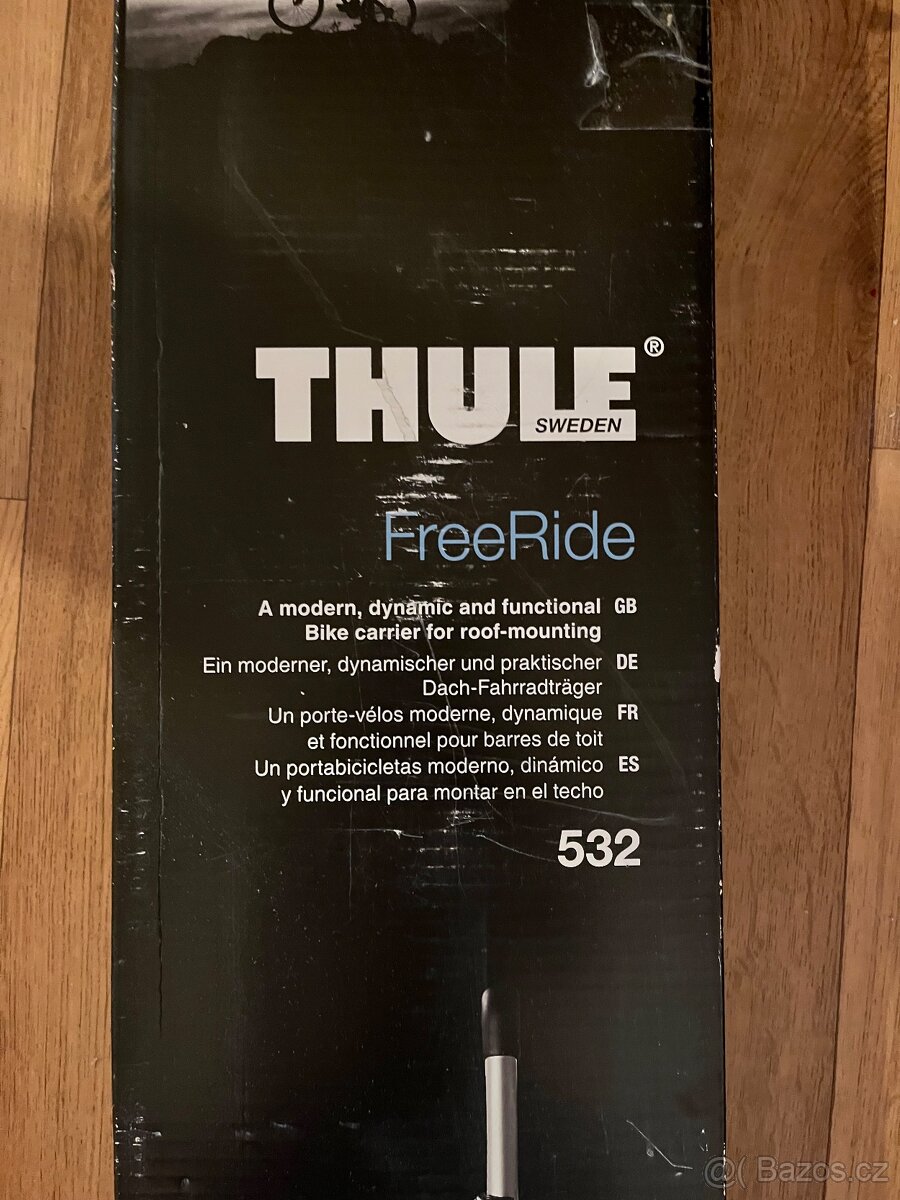 THULE®
SWEDEN
FreeRide
A modern, dynamic and functional GB
Bike carrier for roof-mounting
Ein moderner, dynamischer und praktischer DE
Dach-Fahrradträger
Un porte-vélos moderne, dynamique FR
et fonctionnel pour barres de toit
Un portabicicletas moderno, dinámico ES
y funcional para montar en el techo
532
@( Bazos.cz